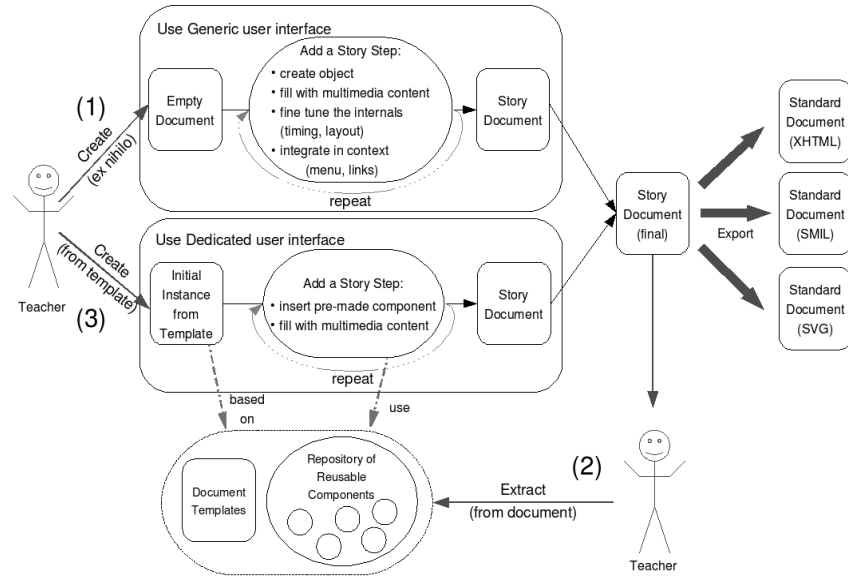 Use Generic user interface
(1)
Create
(ex nihilo)
Empty
Document
Add a Story Step:
• create object
• fill with multimedia content
• fine tune the internals
(timing, layout)
• integrate in context
(menu, links)
repeat
Story
Document
Teacher
Use Dedicated user interface
Create
(from template)
(3)
Initial
Instance
from
Template
Add a Story Step:
• insert pre-made component
• fill with multimedia content
repeat
Story
Document
Story
Document
(final)
Export
Standard
Document
(XHTML)
Standard
Document
(SMIL)
Standard
Document
(SVG)
based
on
use
Document
Templates
Repository of
Reusable
Components
(2)
Extract
(from document)
Teacher